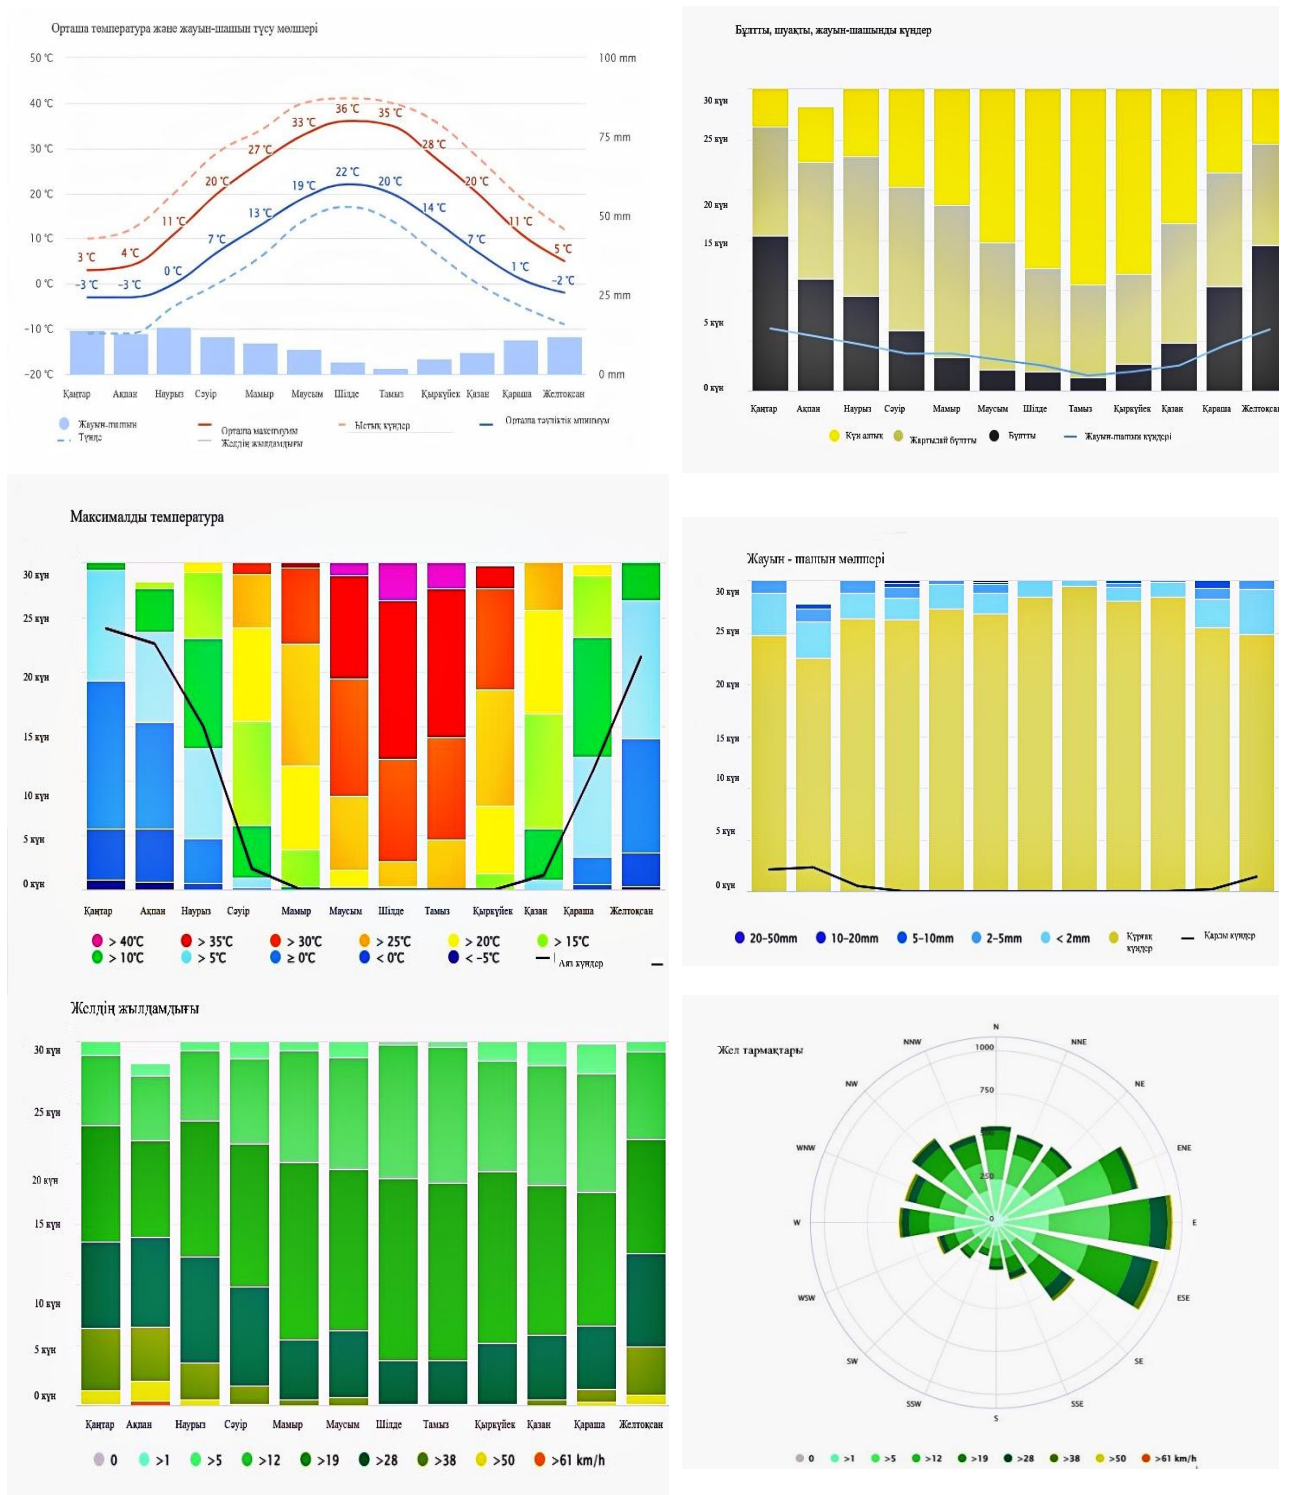 Орташа температура және жауын-шашын түсу мөлшері
50 °C
40 °C
30 °C
20 °C
10 °C
0 °C
−10 °C
−20 °C
100 mm
75 mm
50 mm
25 mm
0 mm
3 °C 4 °C 11 °C 20 °C 27 °C 33 °C 36 °C 35 °C 28 °C 20 °C 11 °C 5 °C
−3 °C −3 °C 0 °C 7 °C 13 °C 19 °C 22 °C 20 °C 14 °C 7 °C 1 °C −2 °C
Қаңтар Ақпан Наурыз Сәуір Мамыр Маусым Шілде Тамыз Қыркүйек Қазан Қараша Желтоқсан
Жауын-шашын Орташа максимуим Ыстық күндер Орташа тәуліктік минимум
Түнде Желдің жылдамдығы
Бұлтты, шуақты, жауын-шашынды күндер
30 күн
25 күн
20 күн
15 күн
5 күн
0 күн
Қаңтар Ақпан Наурыз Сәуір Мамыр Маусым Шілде Тамыз Қыркүйек Қазан Қараша Желтоқсан
Күн ашық Жартылай бұлтты Бұлтты Жауын-шашын күндері
Максималды температура
30 күн
25 күн
20 күн
15 күн
10 күн
5 күн
0 күн
Қаңтар Ақпан Наурыз Сәуір Мамыр Маусым Шілде Тамыз Қыркүйек Қазан Қараша Желтоқсан
> 40°C > 35°C > 30°C > 25°C > 20°C > 15°C
> 10°C > 5°C ≥ 0°C < 0°C < −5°C Аяз күндер
Жауын - шашын мөлшері
30 күн
25 күн
20 күн
15 күн
10 күн
5 күн
0 күн
20-50mm 10-20mm 5-10mm 2-5mm < 2mm Құрғақ күндер Қарлы күндер
Желдің жылдамдығы
30 күн
25 күн
20 күн
15 күн
10 күн
5 күн
0 күн
Қаңтар Ақпан Наурыз Сәуір Мамыр Маусым Шілде Тамыз Қыркүйек Қазан Қараша Желтоқсан
0 >1 >5 >12 >19 >28 >38 >50 >61 km/h
Жел тармақтары
N
NNE
NE
ENE
E
ESE
SE
SSE
S
SSW
SW
WSW
W
WNW
NW
NNW
1000
750
250
0
0 >1 >5 >12 >19 >28 >38 >50 >61 km/h